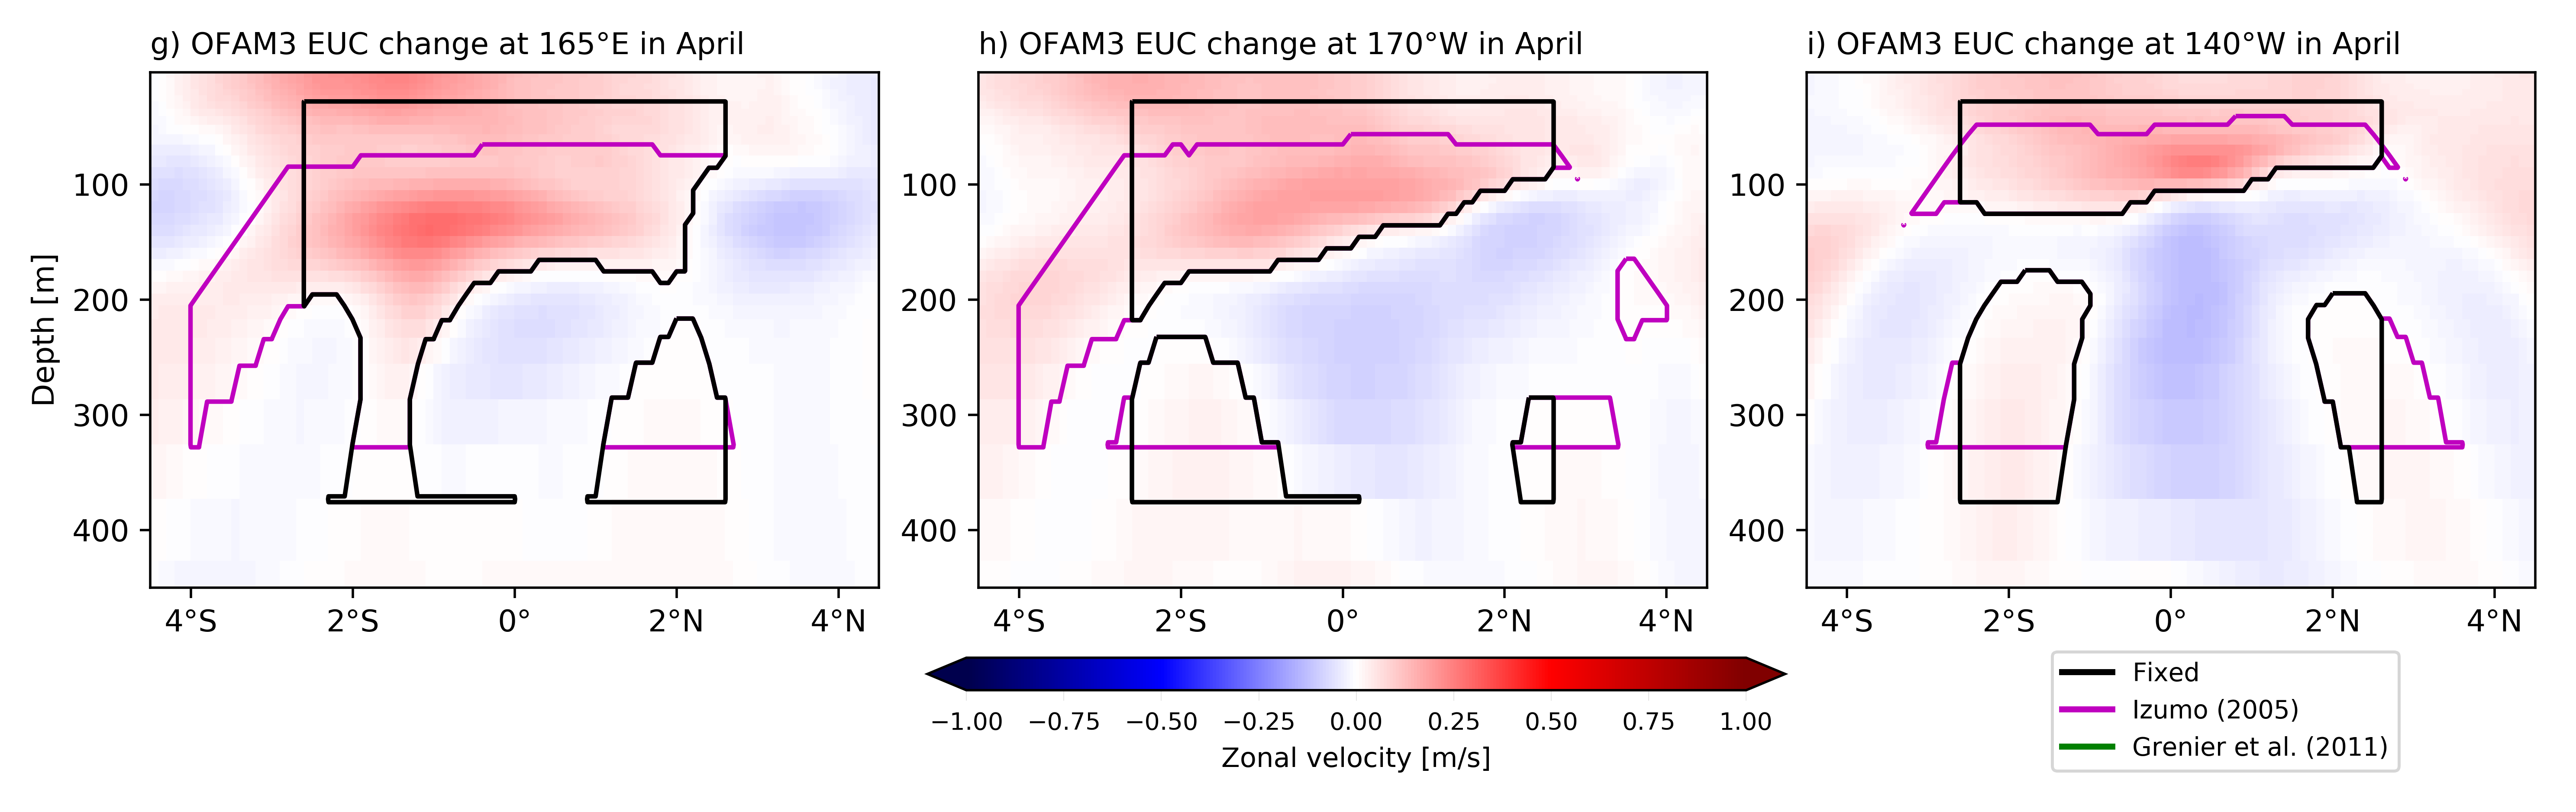 g) OFAM3 EUC change at 165°E in April
h) OFAM3 EUC change at 170°W in April
i) OFAM3 EUC change at 140°W in April
Depth [m]
100
200
300
400
100
200
300
400
100
200
300
400
4°S 2°S 0° 2°N 4°N
4°S 2°S 0° 2°N 4°N
4°S 2°S 0° 2°N 4°N
−1.00 −0.75 −0.50 −0.25 0.00 0.25 0.50 0.75 1.00
Zonal velocity [m/s]
Fixed
Izumo (2005)
Grenier et al. (2011)